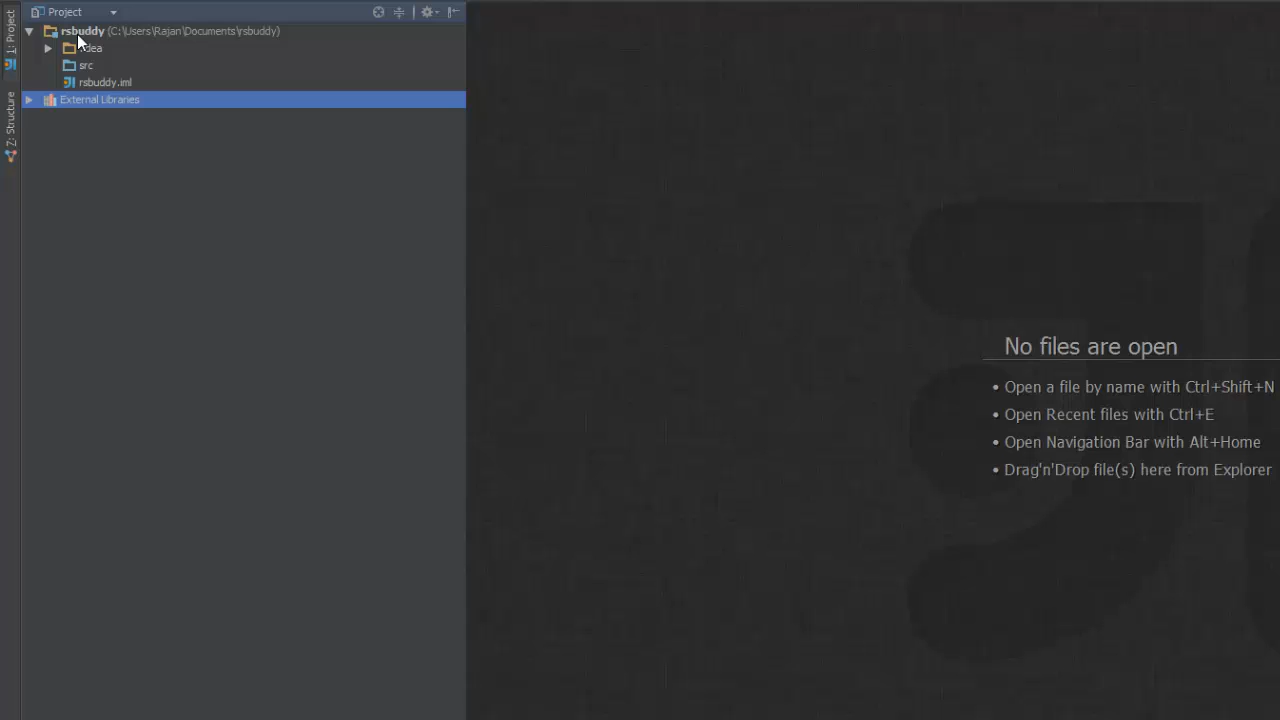 Project
1: Project
rsbuddy (C:\Users\Rajan\Documents\rsbuddy)
.idea
src
rsbuddy.iml
External Libraries
Z: Structure
No files are open
• Open a file by name with Ctrl+Shift+N
• Open Recent files with Ctrl+E
• Open Navigation Bar with Alt+Home
• Drag'n'Drop file(s) here from Explorer